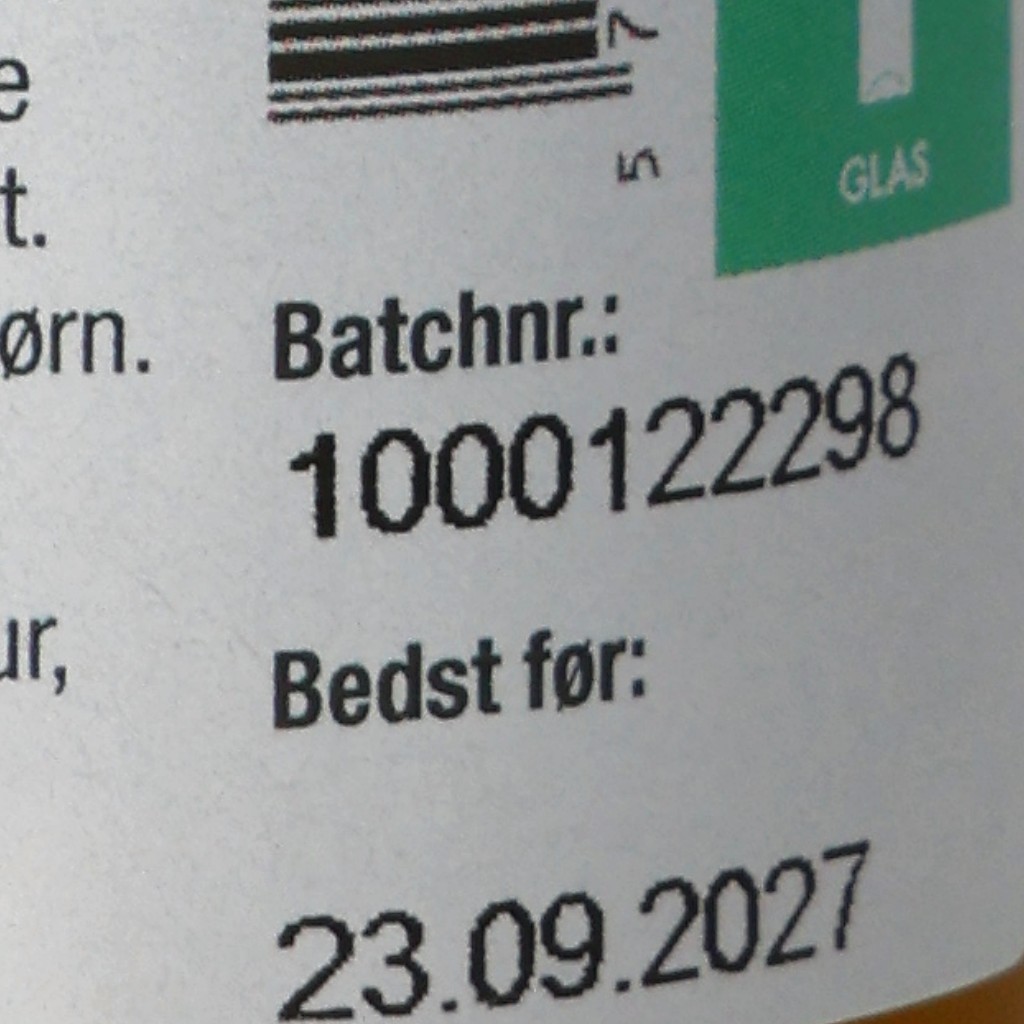 e
t.
ørn.
ur,
5 7
GLAS
Batchnr.:
1000122298
Bedst før:
23.09.2027